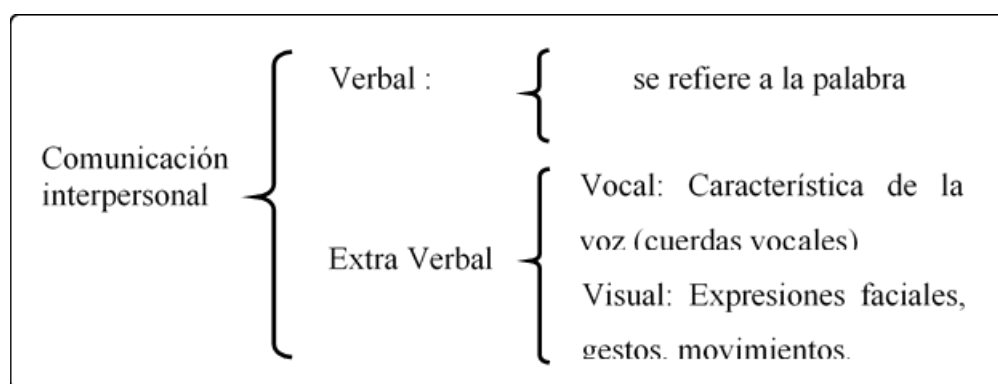 Verbal :
se refiere a la palabra
Comunicación
interpersonal
Vocal: Característica de la
voz (cuerdas vocales)
Extra Verbal
Visual: Expresiones faciales,
gestos, movimientos.